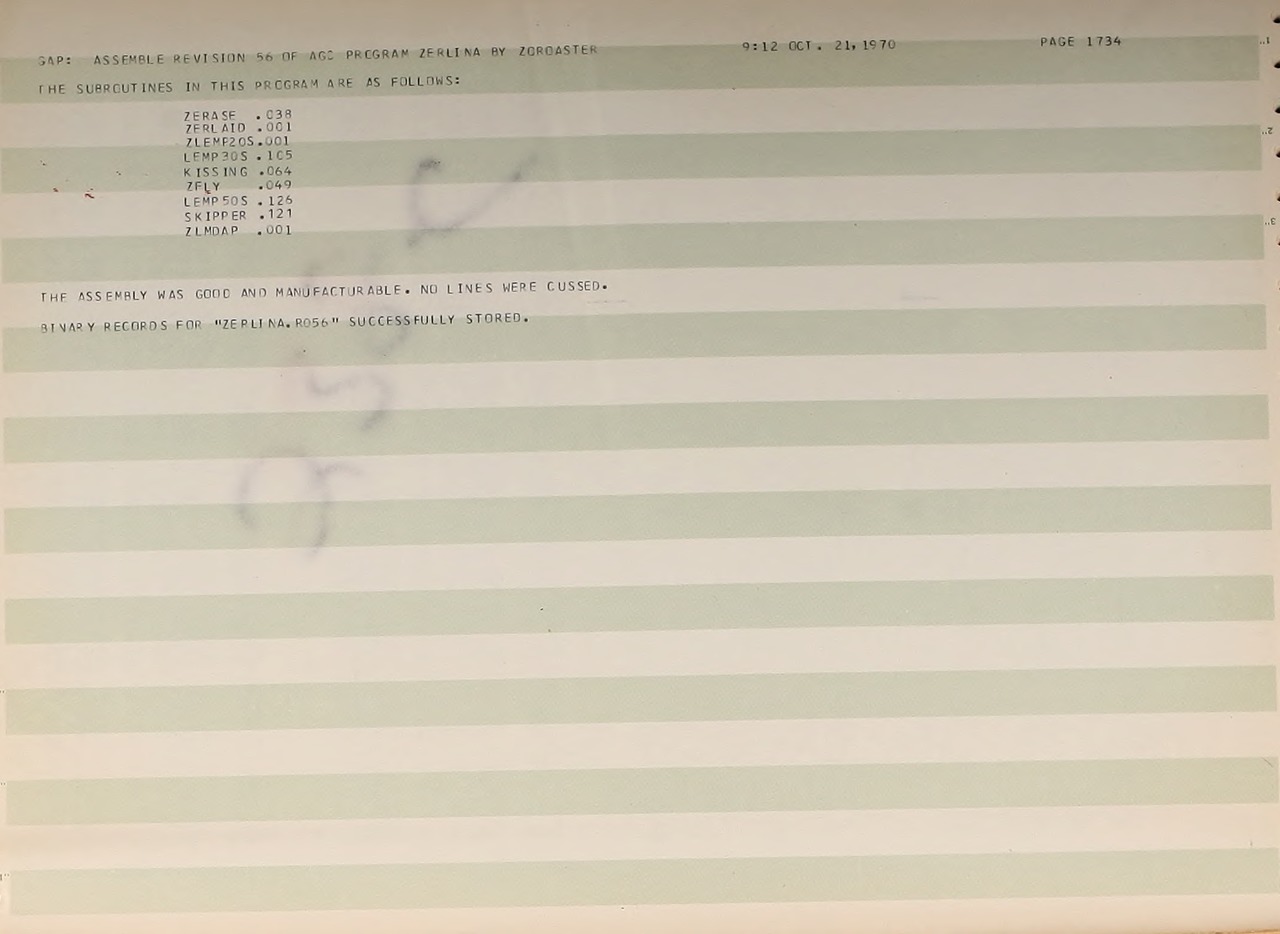 GAP: ASSEMBLE REVISION 56 OF AGC PROGRAM ZERLINA BY ZOROASTER 9:12 OCT. 21,1970 PAGE 1734
THE SUBROUTINES IN THIS PROGRAM ARE AS FOLLOWS:
ZERASE .038
ZERLAID .001
ZLEMP20S.001
LEMP30S .105
KISSING .064
ZFLY .049
LEMP50S .126
SKIPPER .121
ZLMDAP .001
THE ASSEMBLY WAS GOOD AND MANUFACTURABLE. NO LINES WERE CUSSED.
BINARY RECORDS FOR "ZERLINA.R056" SUCCESSFULLY STORED.